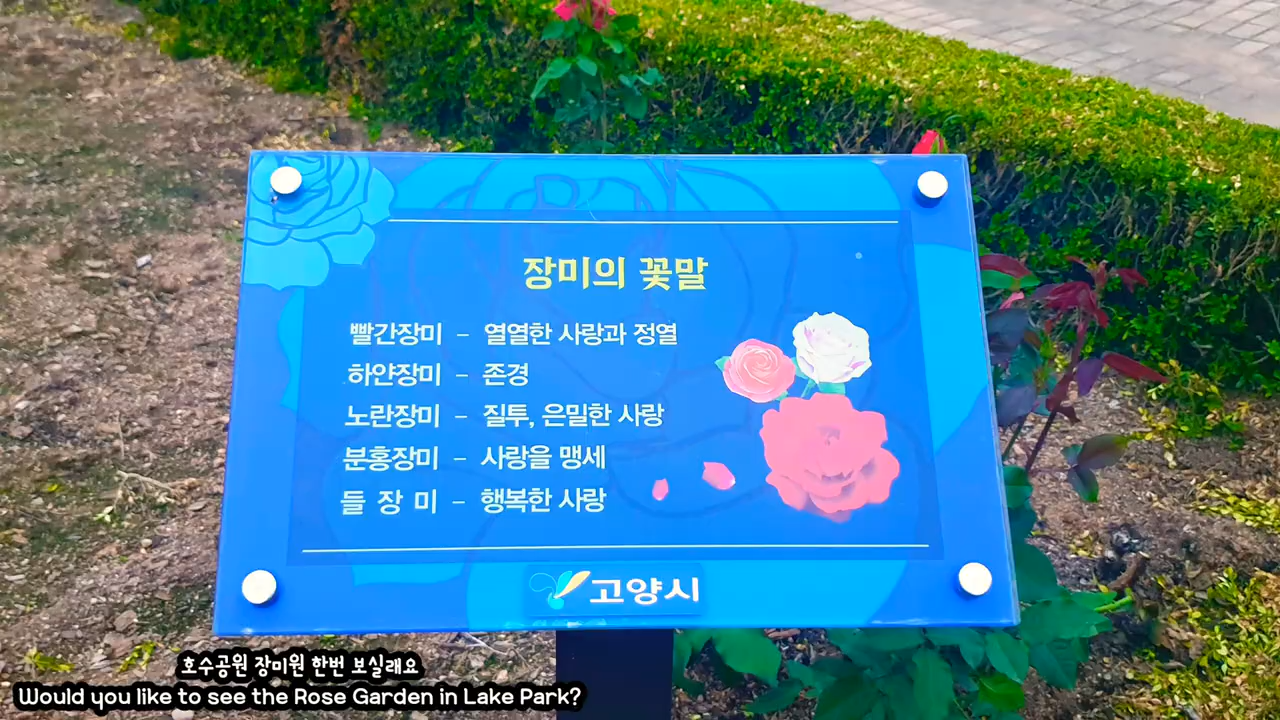 장미의 꽃말
빨간장미 – 열열한 사랑과 정열
하얀장미 – 존경
노란장미 – 질투, 은밀한 사랑
분홍장미 – 사랑을 맹세
들 장 미 – 행복한 사랑
고양시
호수공원 장미원 한번 보실래요
Would you like to see the Rose Garden in Lake Park?